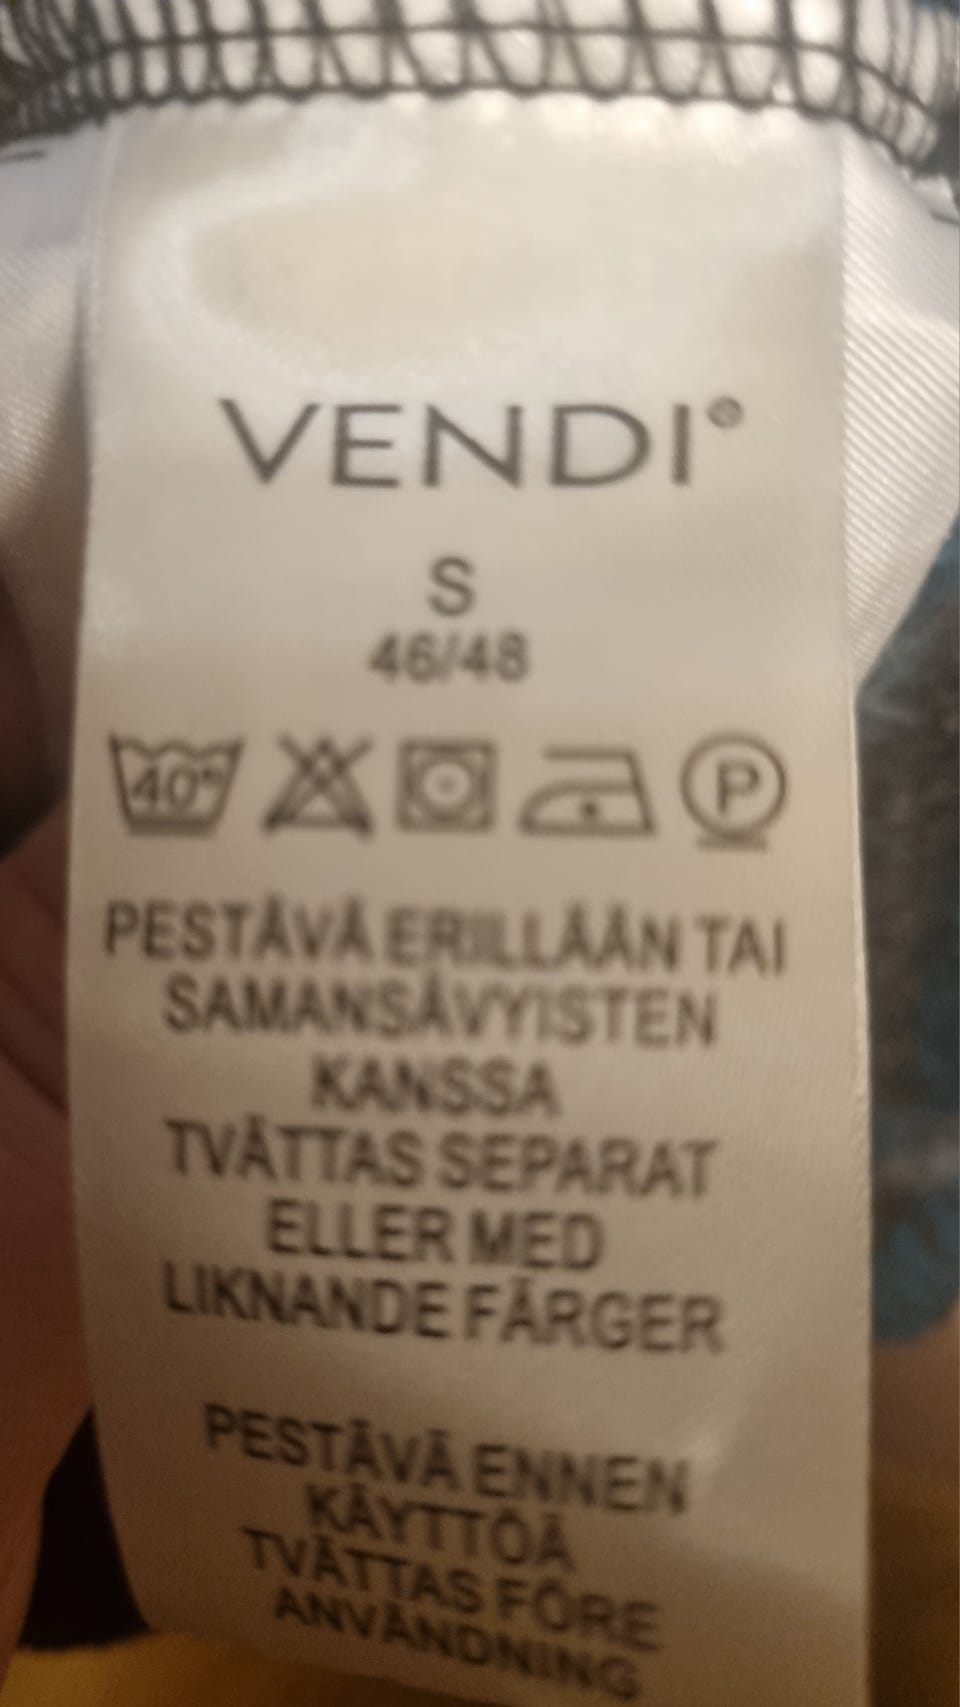 VENDI®
S
46/48
40° P
PESTÄVÄ ERILLÄÄN TAI
SAMANSÄVYISTEN
KANSSA
TVÄTTAS SEPARAT
ELLER MED
LIKNANDE FÄRGER
PESTÄVÄ ENNEN
KÄYTTÖÄ
TVÄTTAS FÖRE
ANVÄNDNING